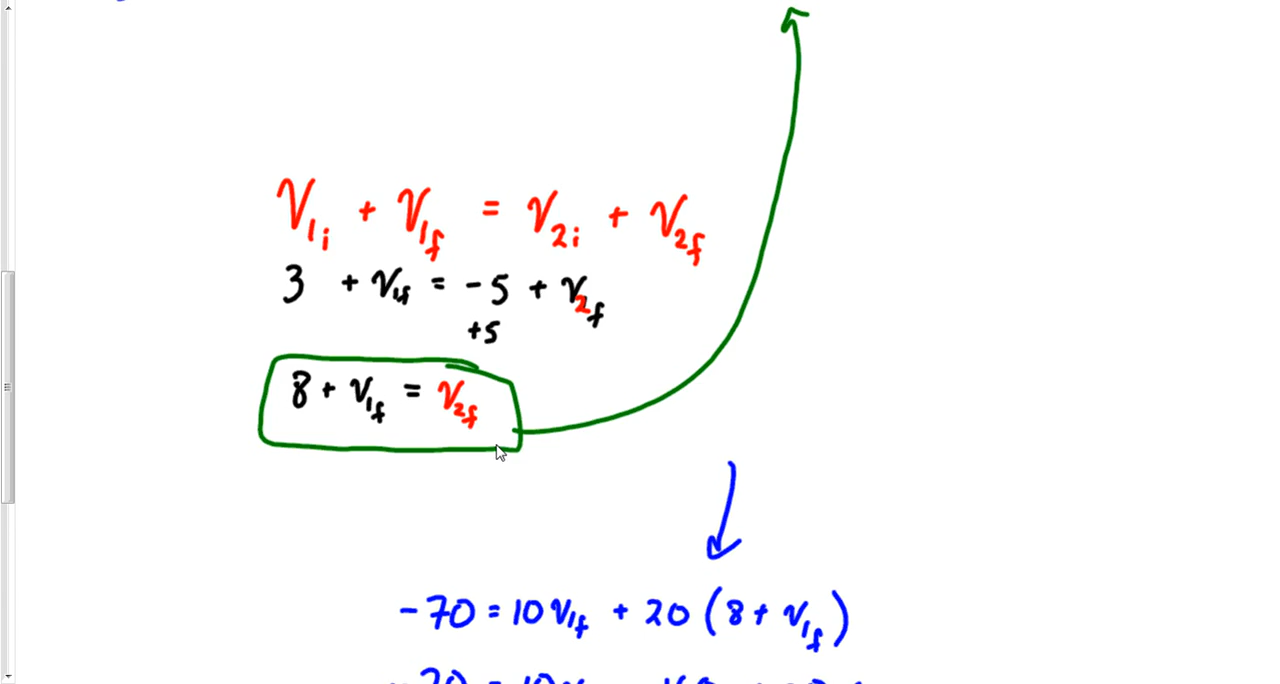 V1i + V1f = V2i + V2f
3 + V1f = -5 + V2f
+5
8 + V1f = V2f
-70 = 10V1f + 20(8 + V1f)